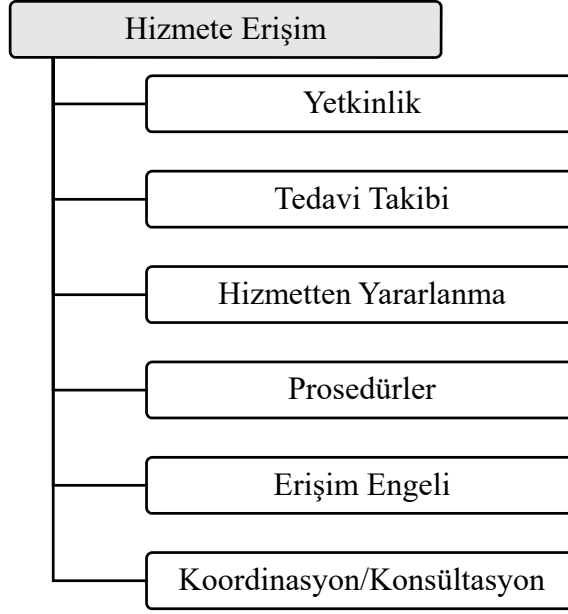 Hizmete Erişim
Yetkinlik
Tedavi Takibi
Hizmetten Yararlanma
Prosedürler
Erişim Engeli
Koordinasyon/Konsültasyon